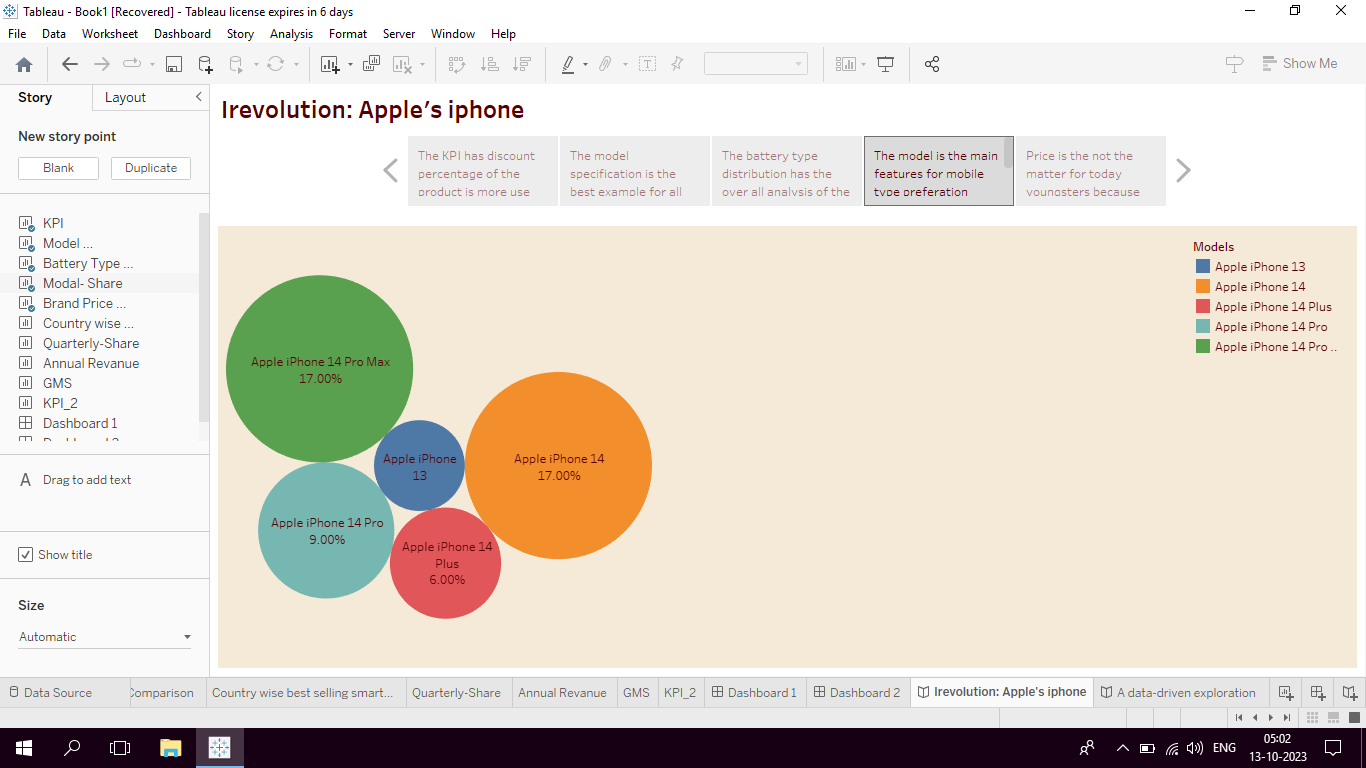 Tableau - Book1 [Recovered] - Tableau license expires in 6 days
File Data Worksheet Dashboard Story Analysis Format Server Window Help
Show Me
Story Layout
New story point
Blank Duplicate
KPI
Model ...
Battery Type ...
Modal- Share
Brand Price ...
Country wise ...
Quarterly-Share
Annual Revanue
GMS
KPI_2
Dashboard 1
A Drag to add text
Show title
Size
Automatic
Irevolution: Apple’s iphone
The KPI has discount
percentage of the
product is more use
The model
specification is the
best example for all
The battery type
distribution has the
over all analysis of the
The model is the main
features for mobile
type preferation
Price is the not the
matter for today
youngsters because
Apple iPhone 14 Pro Max
17.00%
Apple iPhone
13
Apple iPhone 14
17.00%
Apple iPhone 14 Pro
9.00%
Apple iPhone 14
Plus
6.00%
Models
Apple iPhone 13
Apple iPhone 14
Apple iPhone 14 Plus
Apple iPhone 14 Pro
Apple iPhone 14 Pro ..
Data Source Comparison Country wise best selling smart... Quarterly-Share Annual Revanue GMS KPI_2 Dashboard 1 Dashboard 2 Irevolution: Apple's iphone A data-driven exploration
ENG
05:02
13-10-2023